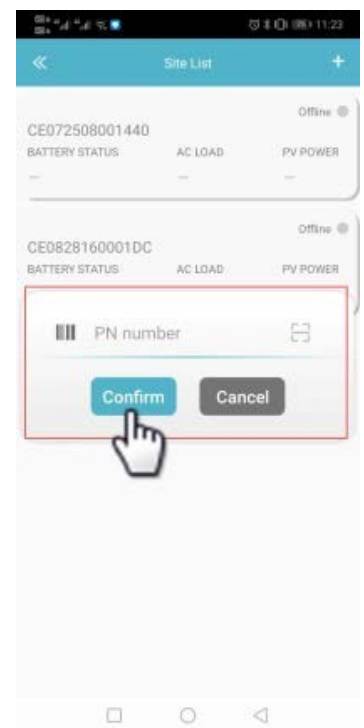 11:23
Site List
Offline
CE072508001440
BATTERY STATUS AC LOAD PV POWER
Offline
CE0828160001DC
BATTERY STATUS AC LOAD PV POWER
PN number
Confirm Cancel